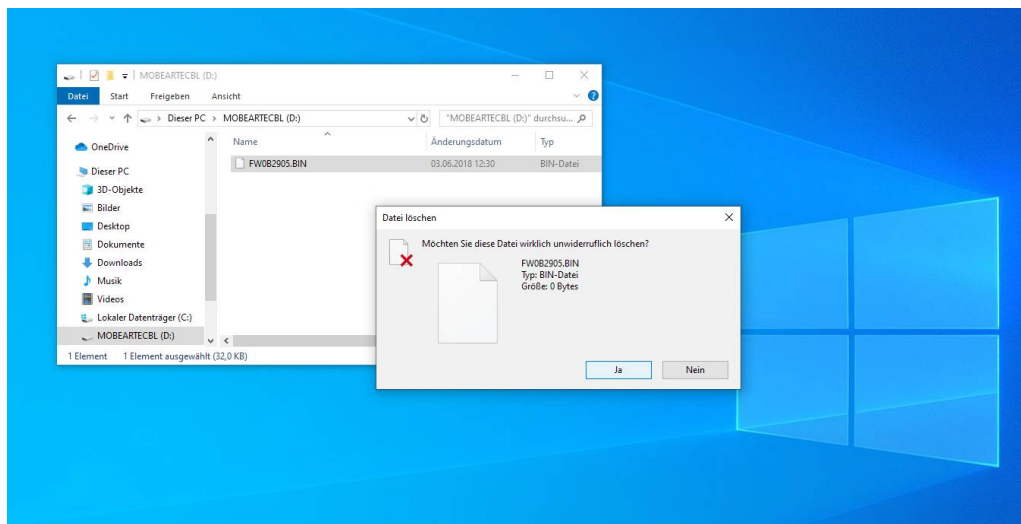 MOBEARTECBL (D:)
Datei Start Freigeben Ansicht
Dieser PC > MOBEARTECBL (D:) "MOBEARTECBL (D:)" durchsu...
Name Änderungsdatum Typ
FW0B2905.BIN 03.06.2018 12:30 BIN-Datei
OneDrive
Dieser PC
3D-Objekte
Bilder
Desktop
Dokumente
Downloads
Musik
Videos
Lokaler Datenträger (C:)
MOBEARTECBL (D:)
1 Element 1 Element ausgewählt (32,0 KB)
Datei löschen
Möchten Sie diese Datei wirklich unwiderruflich löschen?
FW0B2905.BIN
Typ: BIN-Datei
Größe: 0 Bytes
Ja Nein